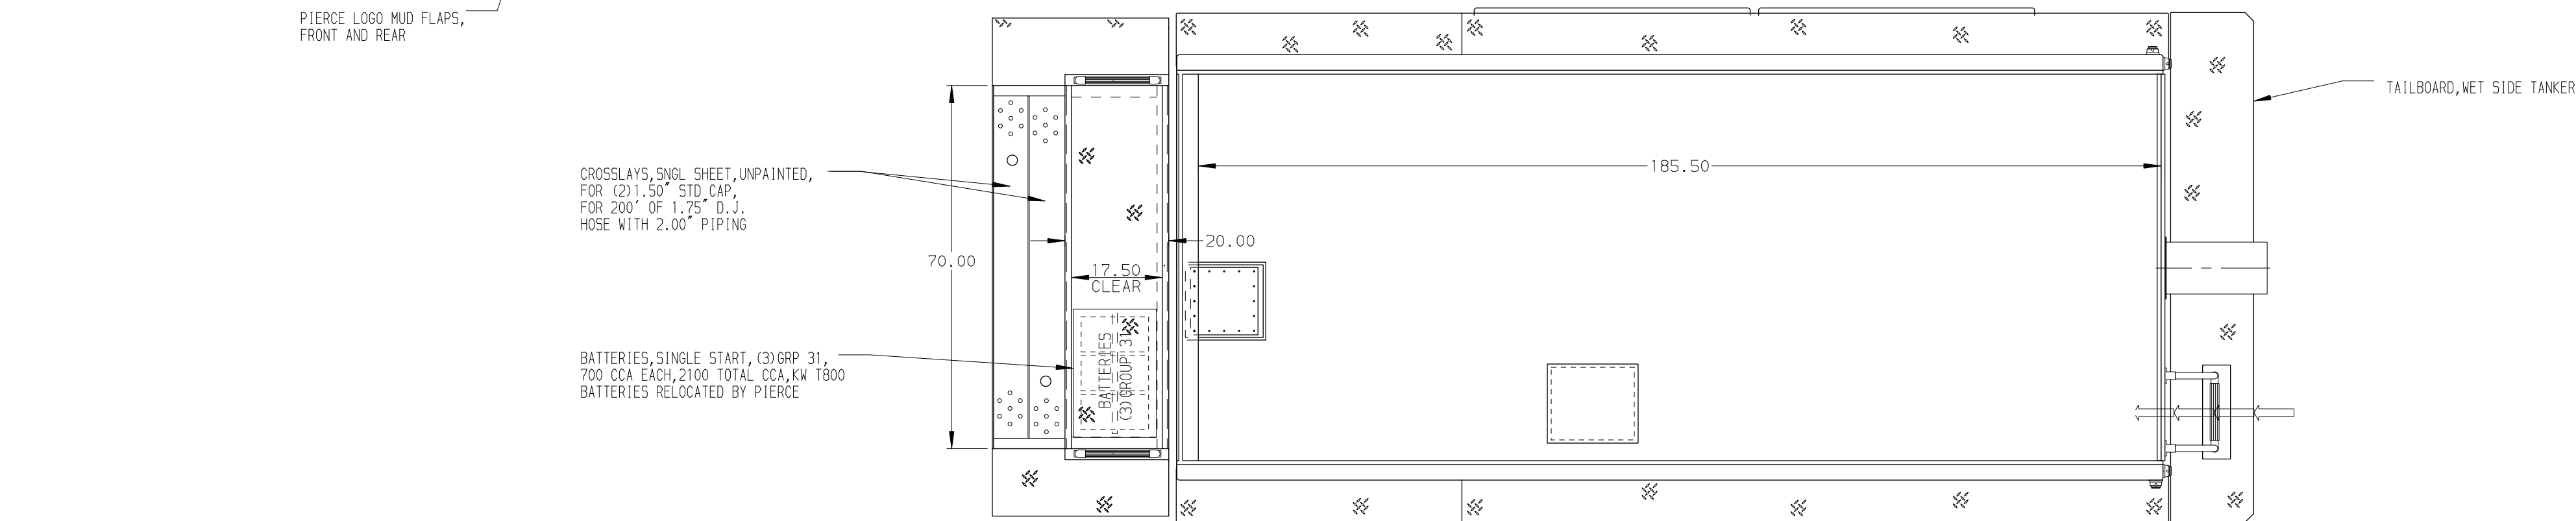 PIERCE LOGO MUD FLAPS,
FRONT AND REAR
TAILBOARD,WET SIDE TANKER
185.50
CROSSLAYS,SNGL SHEET,UNPAINTED,
FOR (2)1.50" STD CAP,
FOR 200' OF 1.75" D.J.
HOSE WITH 2.00" PIPING
20.00
70.00
17.50
CLEAR
BATTERIES
(3)GROUP 31
BATTERIES,SINGLE START,(3)GRP 31,
700 CCA EACH,2100 TOTAL CCA,KW T800
BATTERIES RELOCATED BY PIERCE